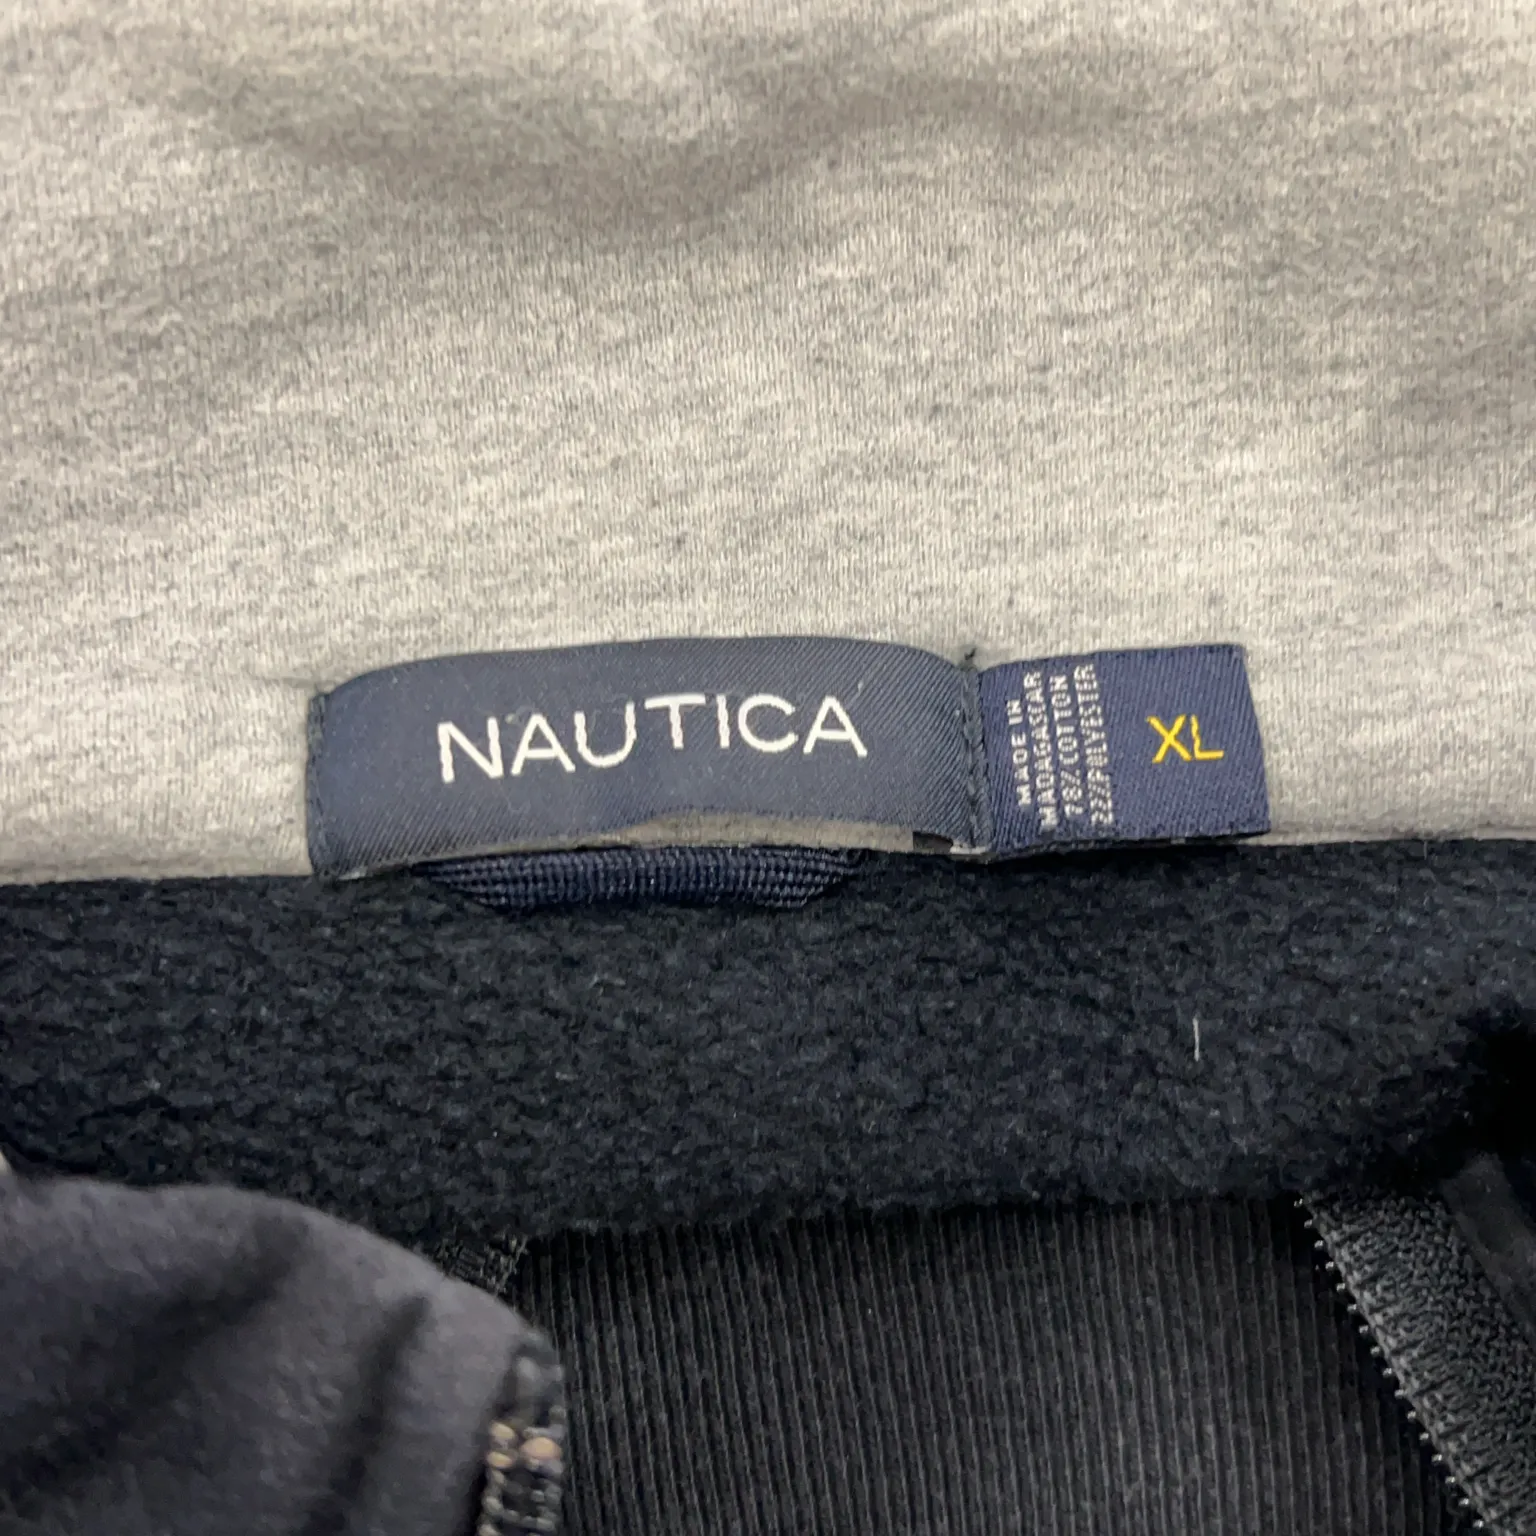 NAUTICA
MADE IN
MADAGASCAR
78% COTTON
22%POLYESTER
XL